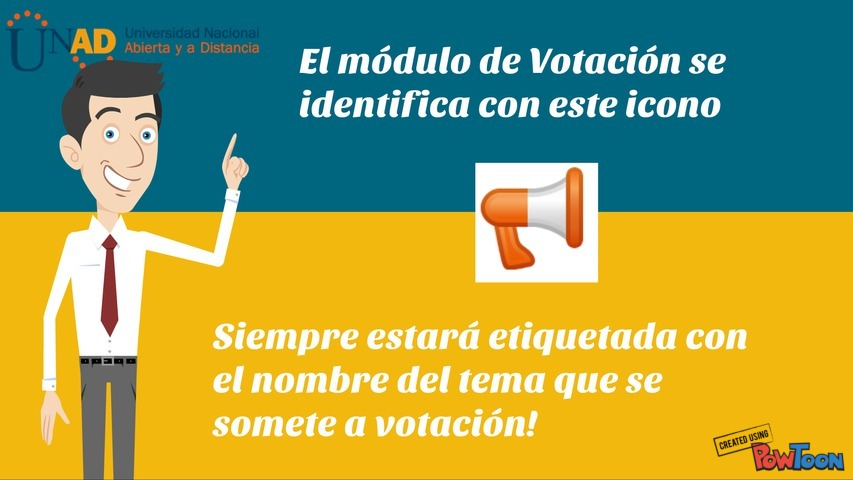 UNAD Universidad Nacional
Abierta y a Distancia
El módulo de Votación se
identifica con este icono
Siempre estará etiquetada con
el nombre del tema que se
somete a votación!
CREATED USING
POWTOON